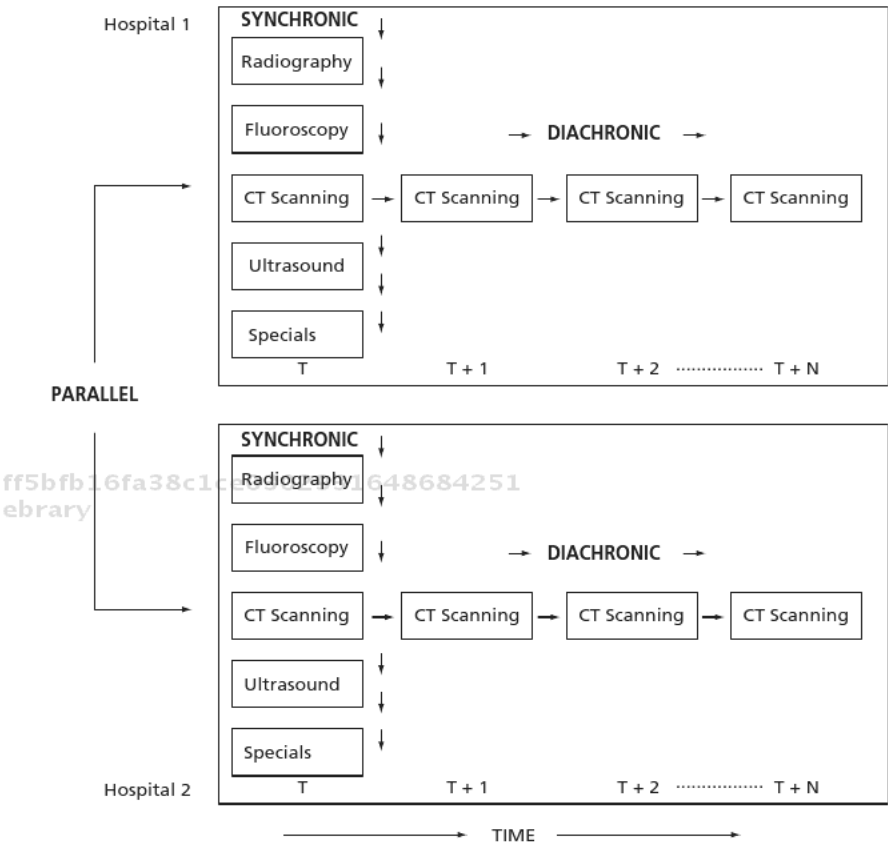 Hospital 1
SYNCHRONIC
Radiography
Fluoroscopy
DIACHRONIC
CT Scanning CT Scanning CT Scanning CT Scanning
Ultrasound
Specials
T T + 1 T + 2 ................. T + N
PARALLEL
SYNCHRONIC
Radiography
Fluoroscopy
DIACHRONIC
CT Scanning CT Scanning CT Scanning CT Scanning
Ultrasound
Specials
Hospital 2
T T + 1 T + 2 ................. T + N
TIME
ebrary